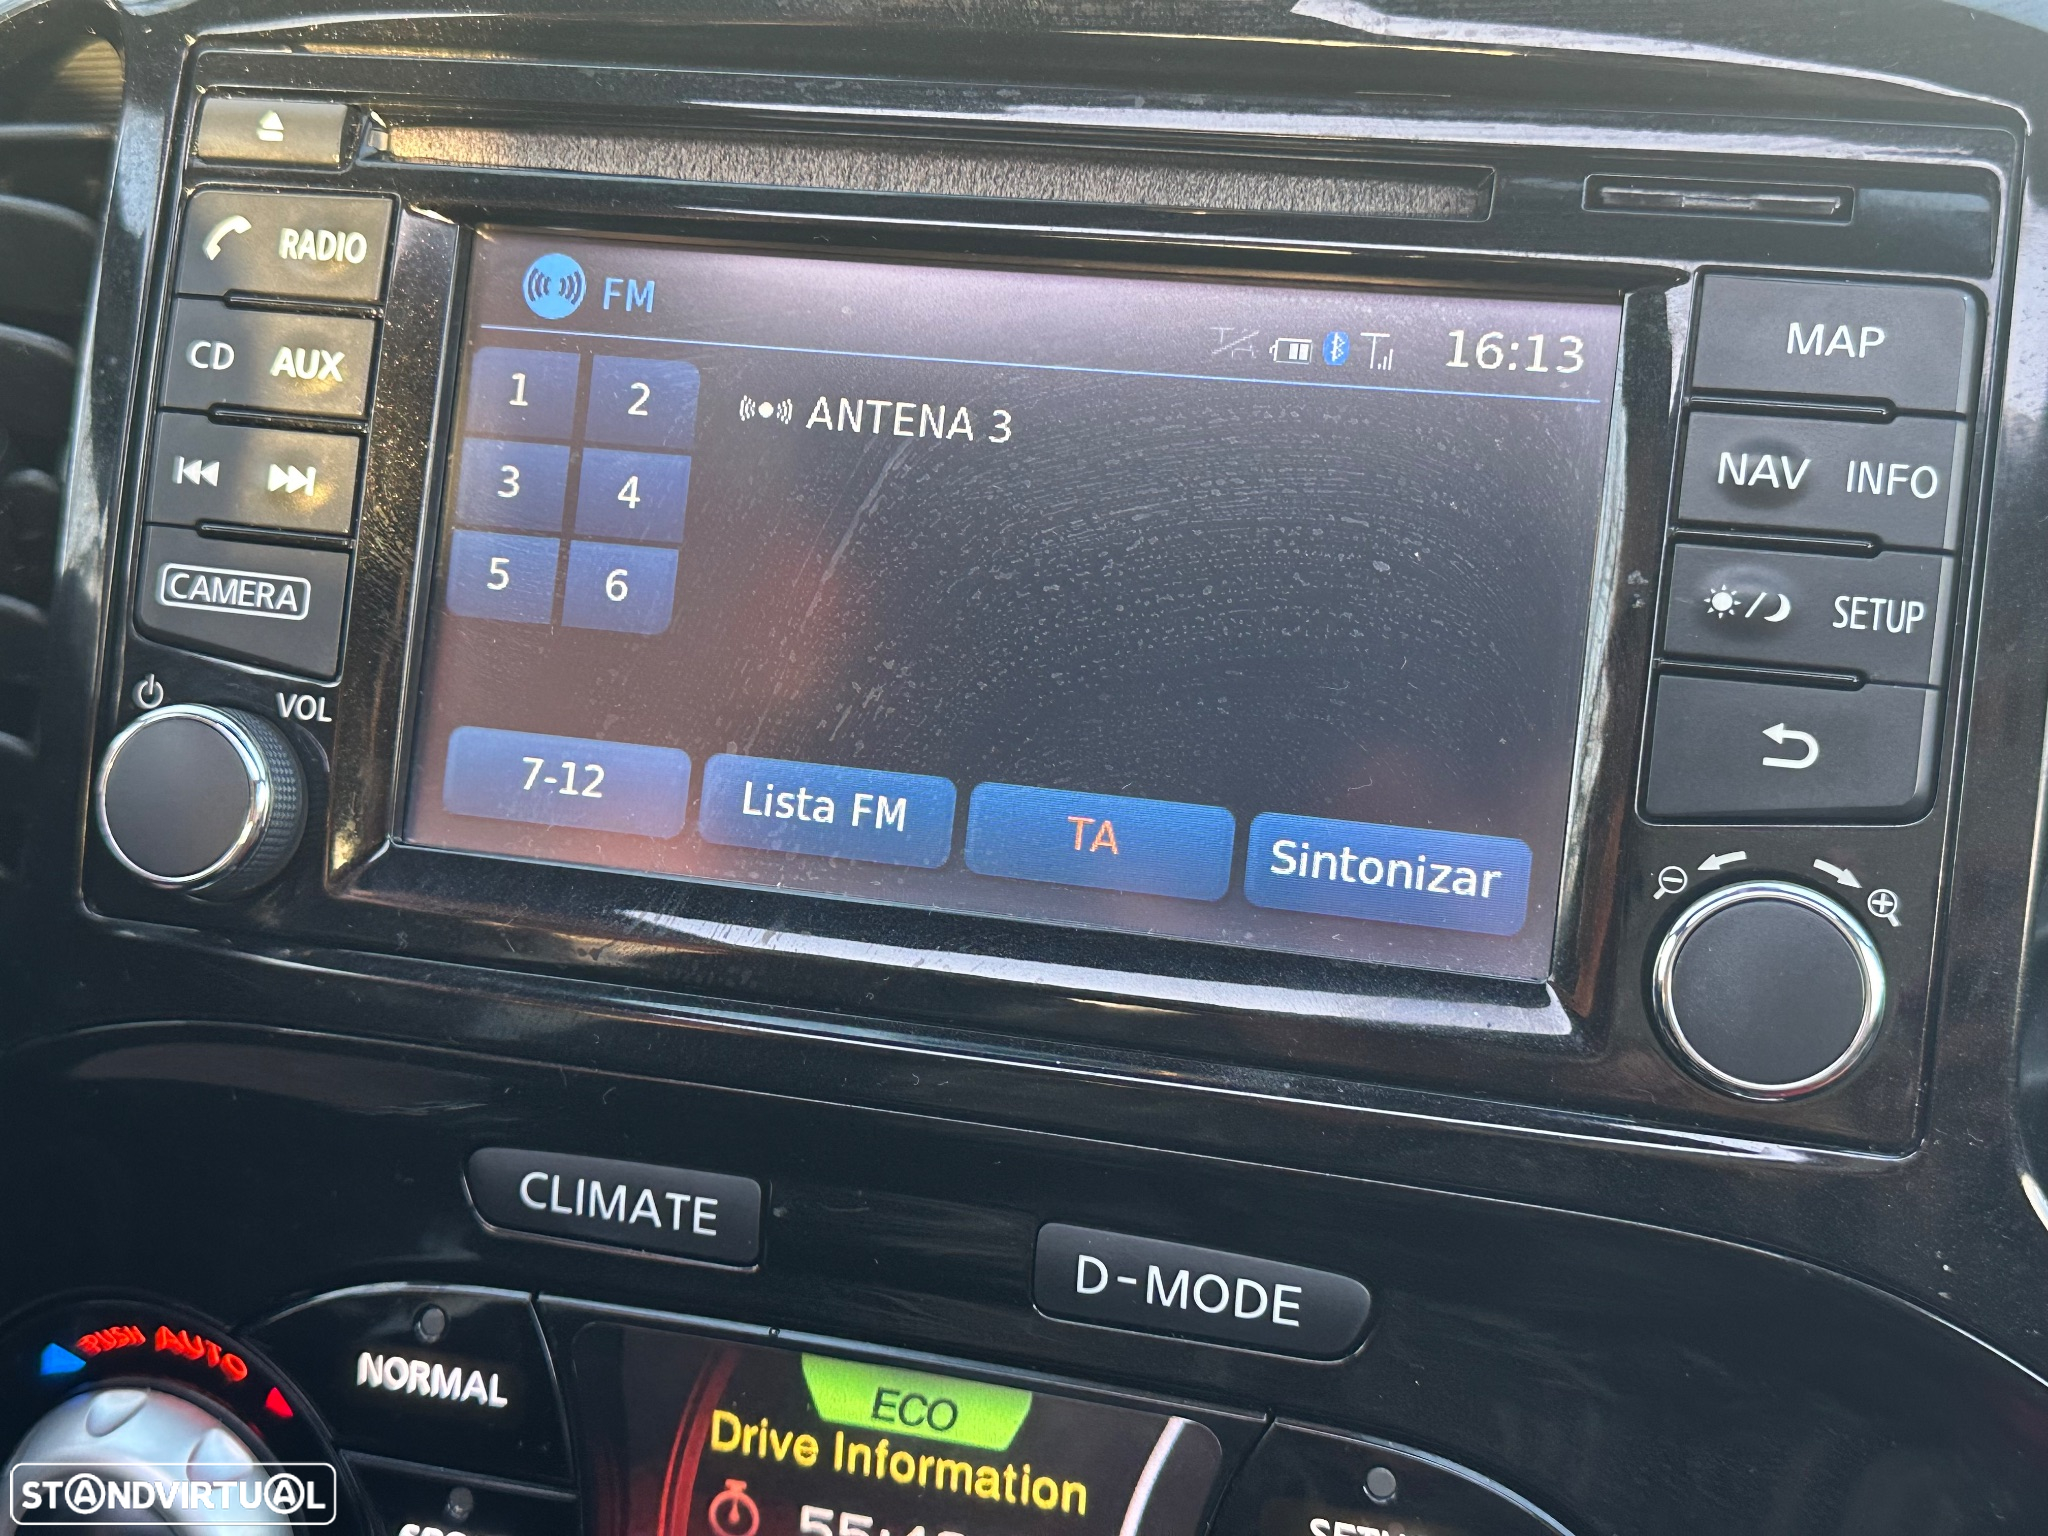 RADIO
CD AUX
CAMERA
VOL
FM
16:13
1 2
ANTENA 3
3 4
5 6
7-12 Lista FM TA Sintonizar
MAP
NAV INFO
SETUP
CLIMATE
D-MODE
PUSH AUTO
NORMAL
ECO
Drive Information
STANDVIRTUAL